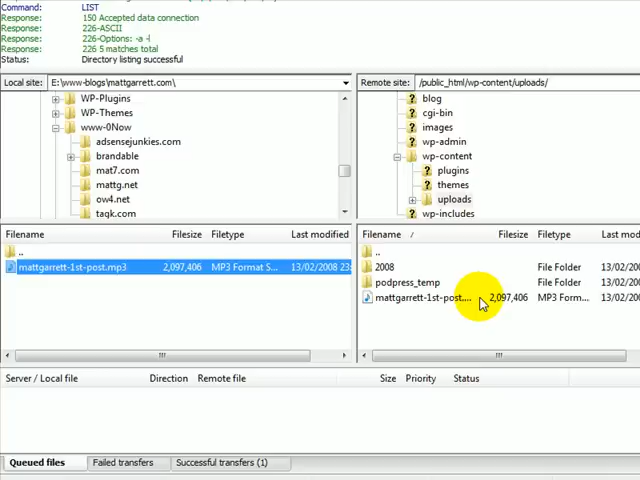 Command: LIST
Response: 150 Accepted data connection
Response: 226-ASCII
Response: 226-Options: -a -l
Response: 226 5 matches total
Status: Directory listing successful
Local site: E:\www-blogs\mattgarrett.com\
Remote site: /public_html/wp-content/uploads/
WP-Plugins
WP-Themes
www-0Now
adsensejunkies.com
brandable
mat7.com
mattg.net
ow4.net
taqk.com
blog
cgi-bin
images
wp-admin
wp-content
plugins
themes
uploads
wp-includes
Filename Filesize Filetype Last modified
..
mattgarrett-1st-post.mp3 2,097,406 MP3 Format S... 13/02/2008 23:
Filename / Filesize Filetype Last mo
..
2008 File Folder 13/02/200
podpress_temp File Folder 13/02/200
mattgarrett-1st-post.... 2,097,406 MP3 Form... 13/02/200
Server / Local file Direction Remote file Size Priority Status
Queued files Failed transfers Successful transfers (1)